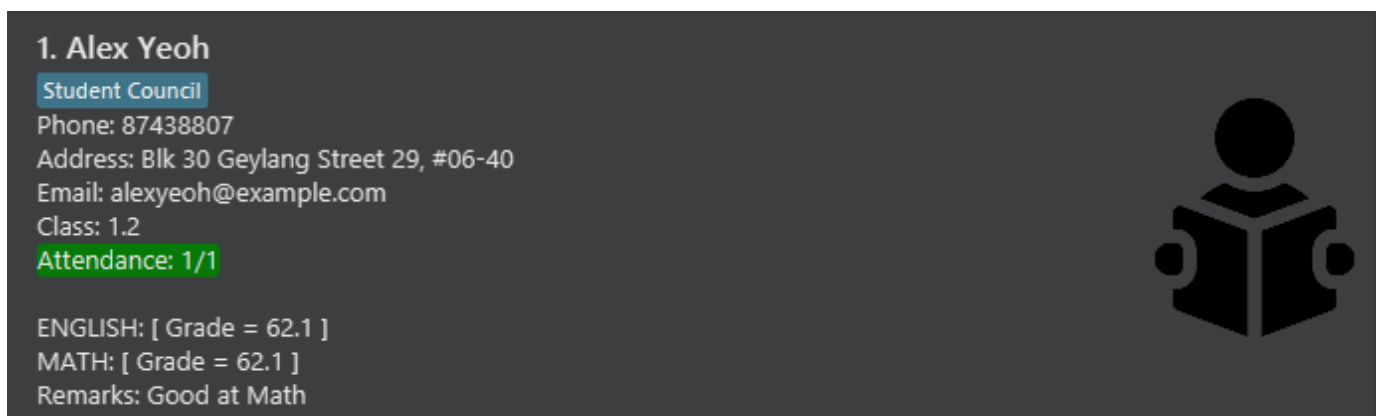 1. Alex Yeoh
Student Council
Phone: 87438807
Address: Blk 30 Geylang Street 29, #06-40
Email: alexyeoh@example.com
Class: 1.2
Attendance: 1/1
ENGLISH: [ Grade = 62.1 ]
MATH: [ Grade = 62.1 ]
Remarks: Good at Math